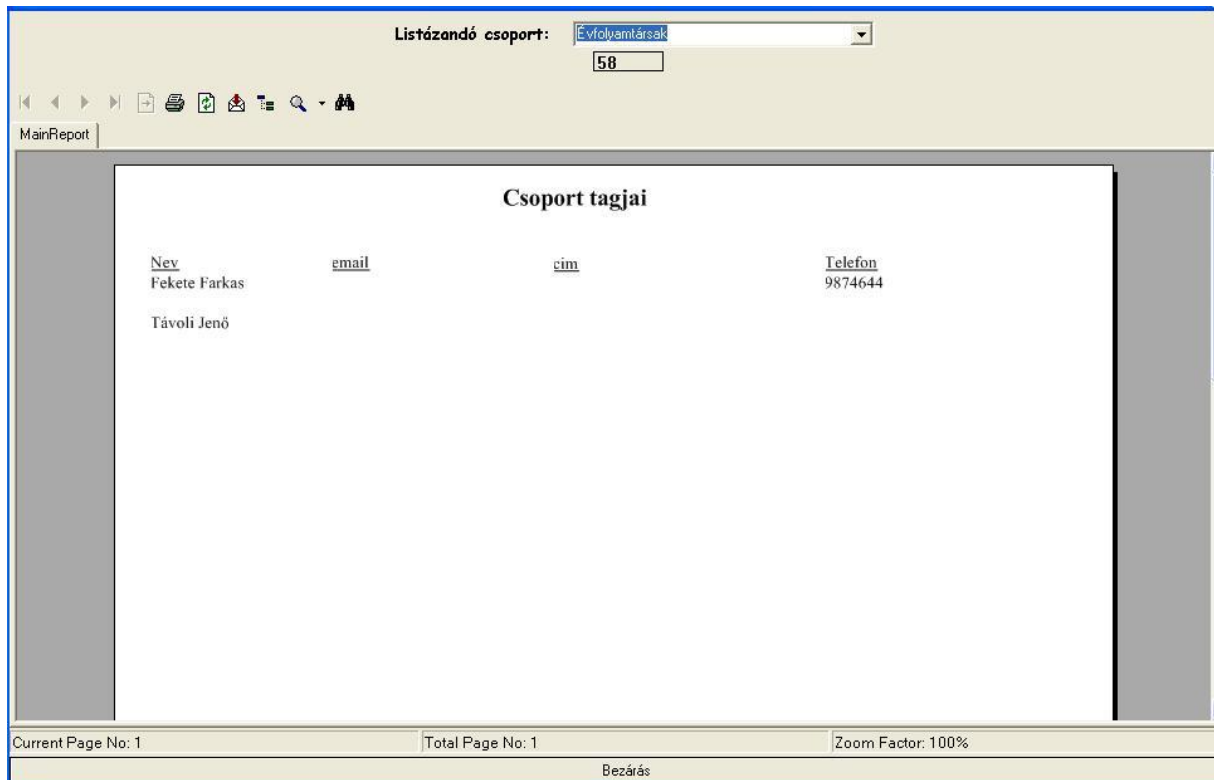 Listázandó csoport: Évfolyamtársak
58
MainReport
Csoport tagjai
Nev email cim Telefon
Fekete Farkas 9874644
Távoli Jenő
Current Page No: 1 Total Page No: 1 Zoom Factor: 100%
Bezárás